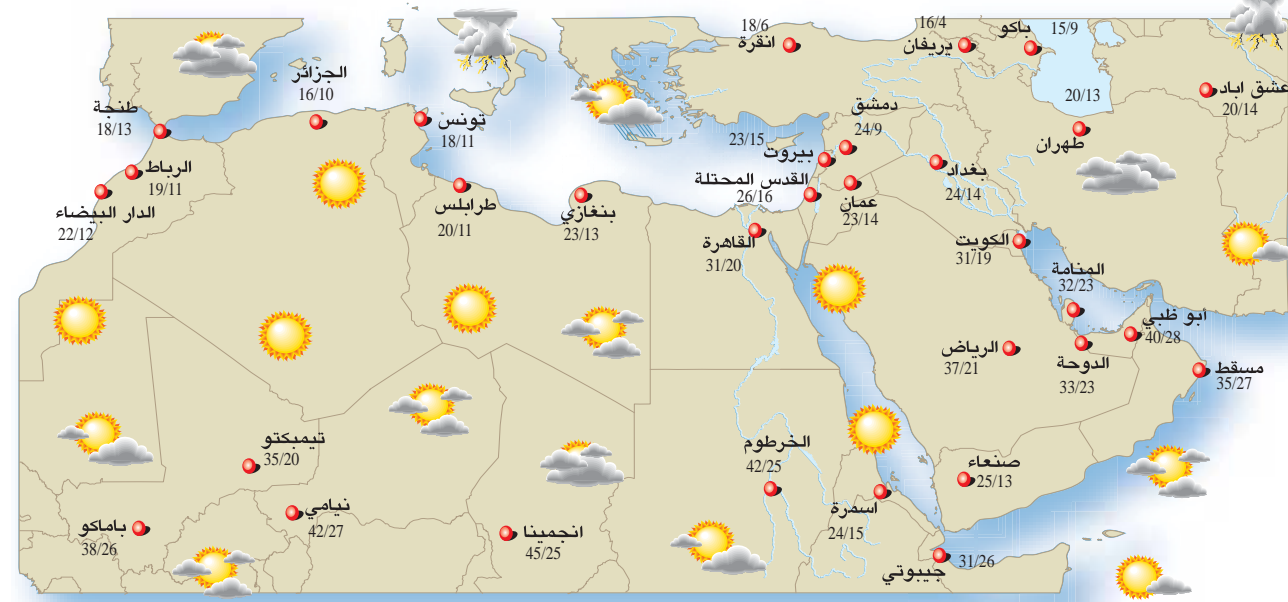 18/6
انقرة
16/4
يريفان
باكو
15/9
عشق اباد
20/14
20/13
طهران
الجزائر
16/10
طنجة
18/13
تونس
18/11
دمشق
24/9
23/15
بيروت
بغداد
24/14
الرباط
19/11
القدس المحتلة
26/16
عمان
23/14
الدار البيضاء
22/12
طرابلس
20/11
بنغازي
23/13
القاهرة
31/20
الكويت
31/19
المنامة
32/23
ابو ظبي
40/28
الرياض
37/21
الدوحة
33/23
مسقط
35/27
تيمبكتو
35/20
الخرطوم
42/25
صنعاء
25/13
نيامي
42/27
اسمرة
24/15
باماكو
38/26
انجمينا
45/25
31/26
جيبوتي